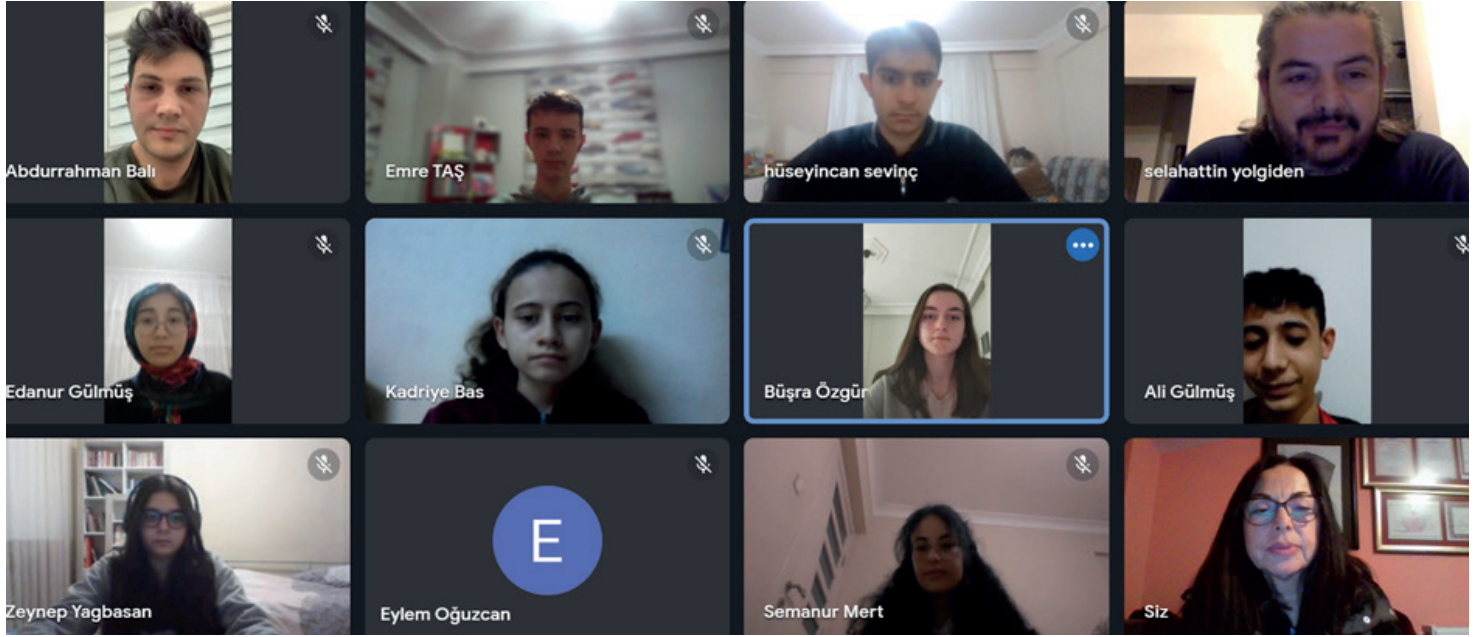 Abdurrahman Balı
Emre TAŞ
hüseyincan sevinç
selahattin yolgiden
Edanur Gülmüş
Kadriye Bas
Büşra Özgür
Ali Gülmüş
Zeynep Yagbasan
E
Eylem Oğuzcan
Semanur Mert
Siz